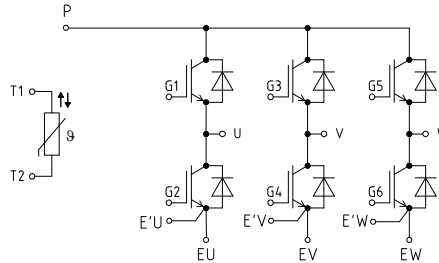 P
G1 G3 G5
T1
U V
ϑ
T2
G2 G4 G6
E'U E'V E'W
EU EV EW